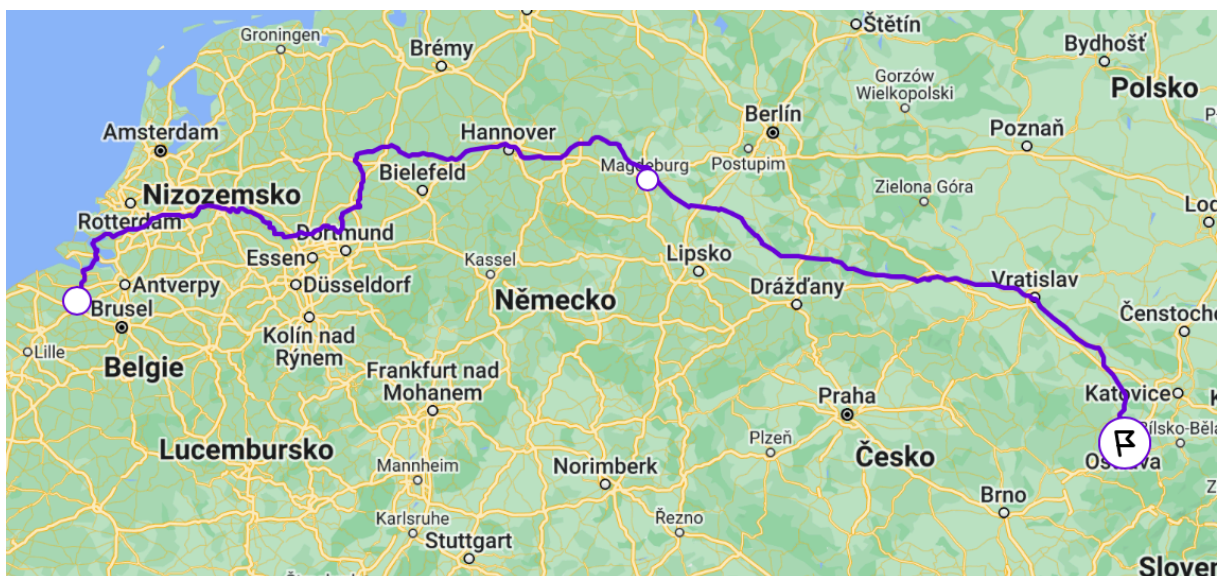 Štětín
Groningen
Brémy
Bydhošť
Gorzów
Wielkopolski
Polsko
Amsterdam
Hannover
Berlín
Poznaň
Magdeburg
Postupim
Bielefeld
Nizozemsko
Zielona Góra
Rotterdam
Dortmund
Essen
Kassel
Lipsko
Vratislav
Antverpy
Düsseldorf
Německo
Drážďany
Brusel
Čenstocho
Kolín nad
Rýnem
Lille
Belgie
Frankfurt nad
Mohanem
Praha
Katovice
Lucembursko
Plzeň
Česko
Mannheim
Norimberk
Brno
Karlsruhe
Řezno
Stuttgart
Sloven